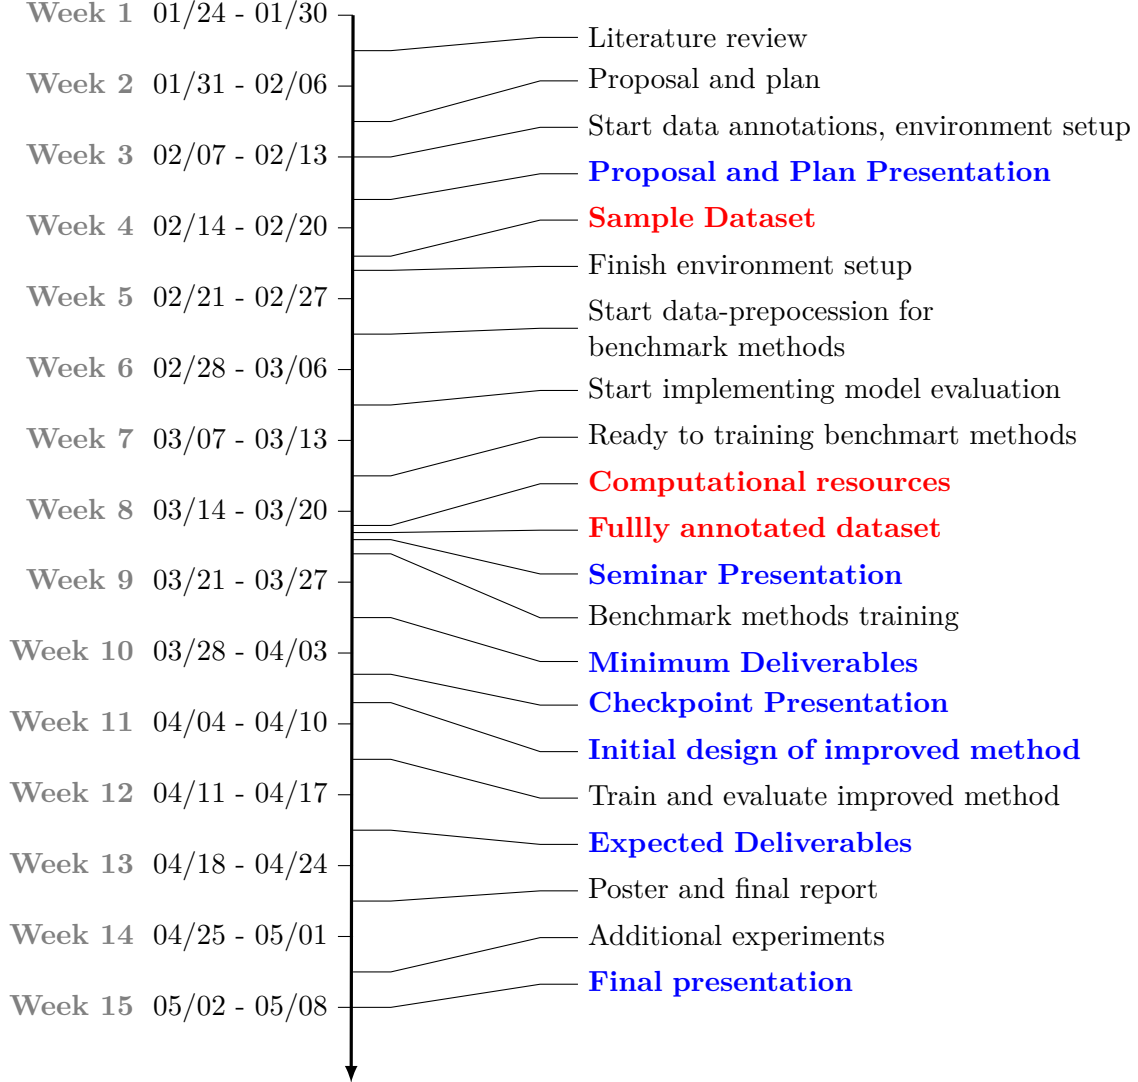 Week 1 01/24 - 01/30
Literature review
Week 2 01/31 - 02/06
Proposal and plan
Start data annotations, environment setup
Week 3 02/07 - 02/13
Proposal and Plan Presentation
Week 4 02/14 - 02/20
Sample Dataset
Finish environment setup
Week 5 02/21 - 02/27
Start data-prepocession for
benchmark methods
Week 6 02/28 - 03/06
Start implementing model evaluation
Week 7 03/07 - 03/13
Ready to training benchmart methods
Computational resources
Week 8 03/14 - 03/20
Fullly annotated dataset
Seminar Presentation
Week 9 03/21 - 03/27
Benchmark methods training
Week 10 03/28 - 04/03
Minimum Deliverables
Checkpoint Presentation
Week 11 04/04 - 04/10
Initial design of improved method
Week 12 04/11 - 04/17
Train and evaluate improved method
Expected Deliverables
Week 13 04/18 - 04/24
Poster and final report
Week 14 04/25 - 05/01
Additional experiments
Final presentation
Week 15 05/02 - 05/08